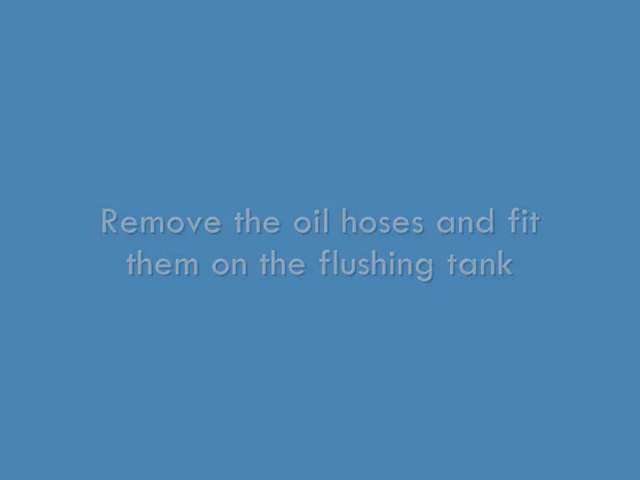 Remove the oil hoses and fit
them on the flushing tank